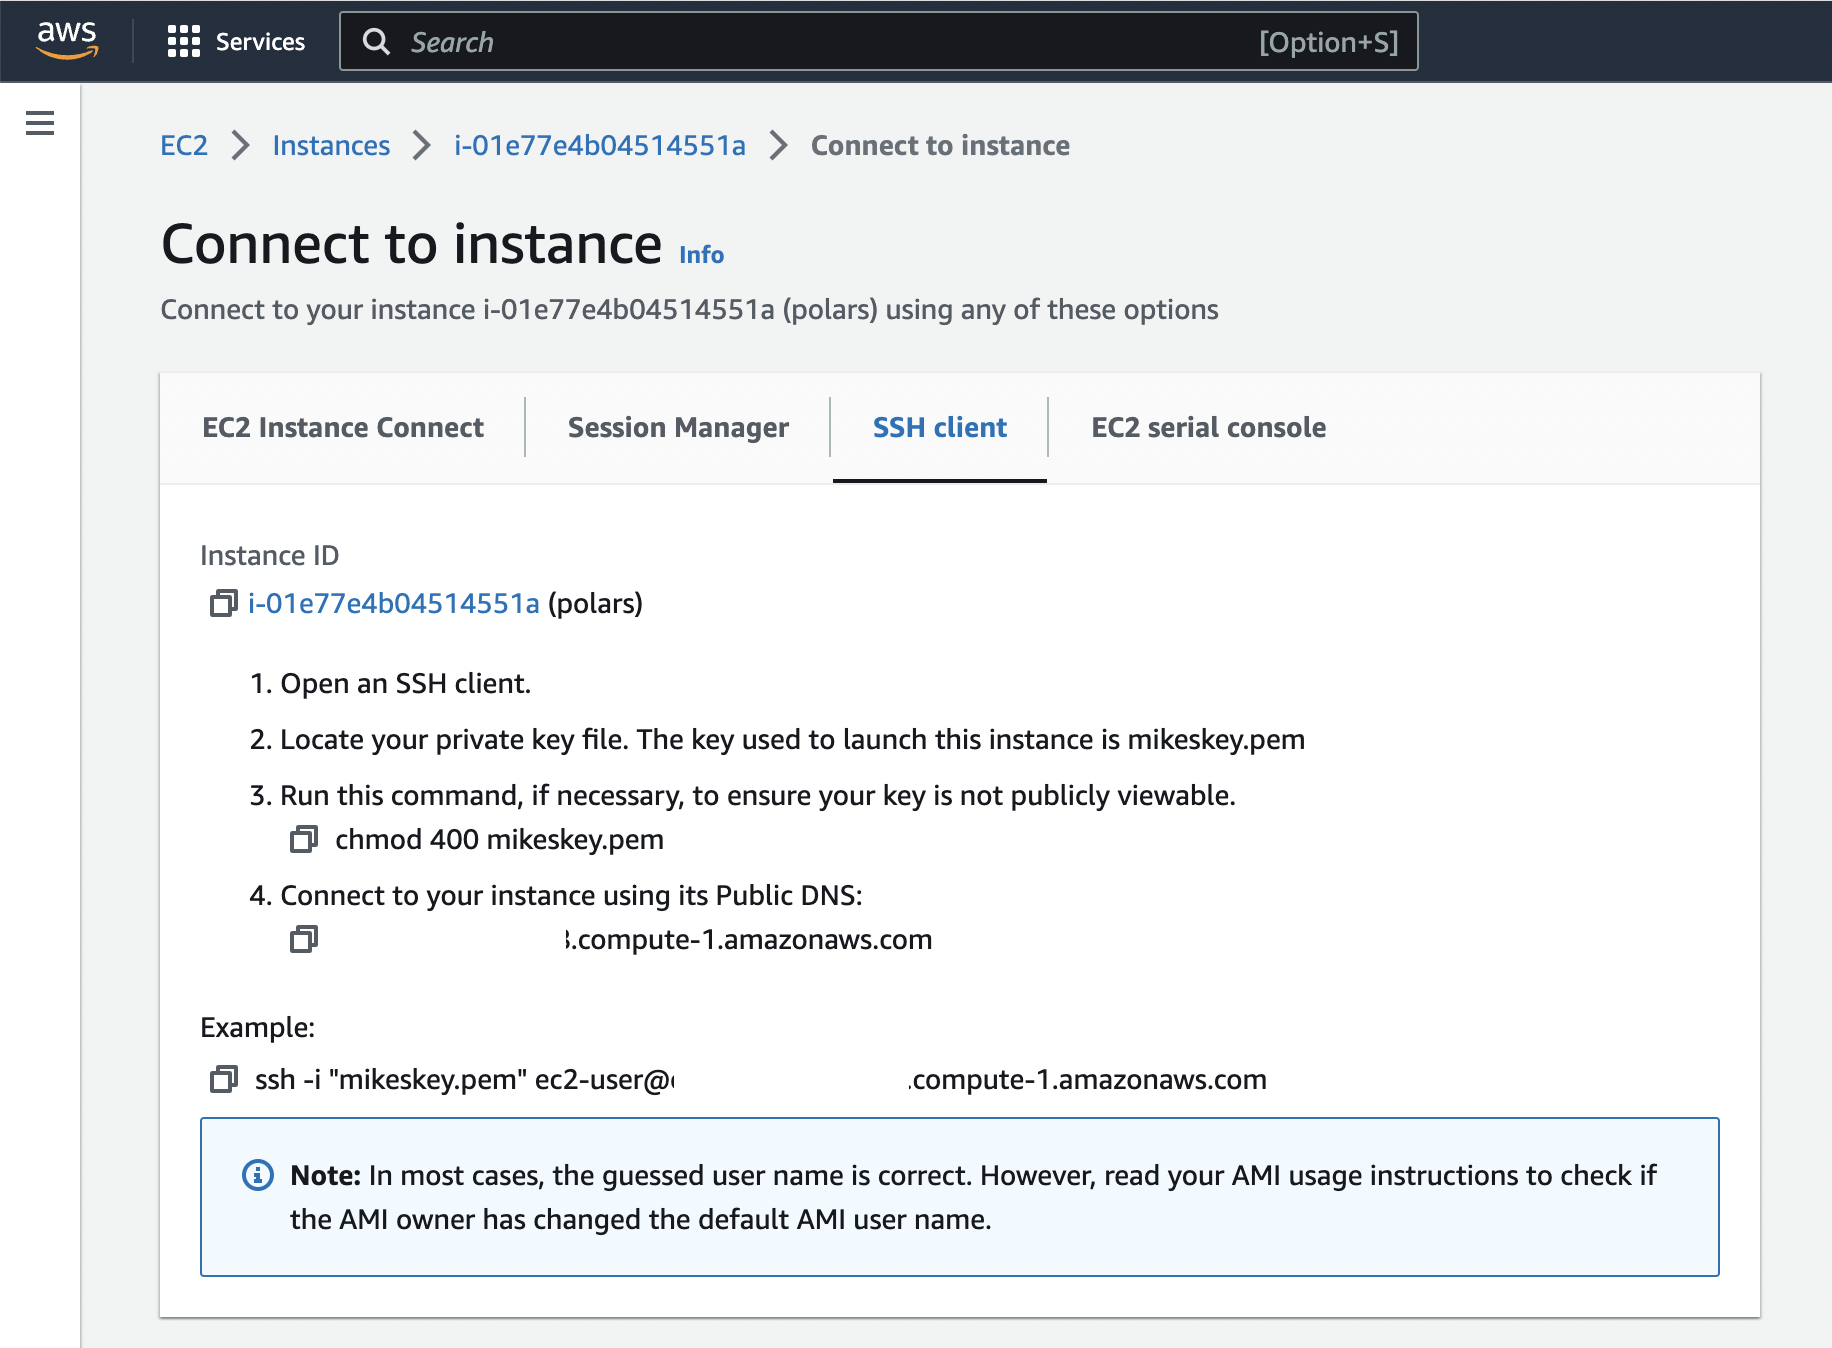 aws
Services
Search
[Option+S]
EC2 > Instances > i-01e77e4b04514551a > Connect to instance
Connect to instance Info
Connect to your instance i-01e77e4b04514551a (polars) using any of these options
EC2 Instance Connect
Session Manager
SSH client
EC2 serial console
Instance ID
i-01e77e4b04514551a (polars)
1. Open an SSH client.
2. Locate your private key file. The key used to launch this instance is mikeskey.pem
3. Run this command, if necessary, to ensure your key is not publicly viewable.
chmod 400 mikeskey.pem
4. Connect to your instance using its Public DNS:
.compute-1.amazonaws.com
Example:
ssh -i "mikeskey.pem" ec2-user@ .compute-1.amazonaws.com
Note: In most cases, the guessed user name is correct. However, read your AMI usage instructions to check if
the AMI owner has changed the default AMI user name.